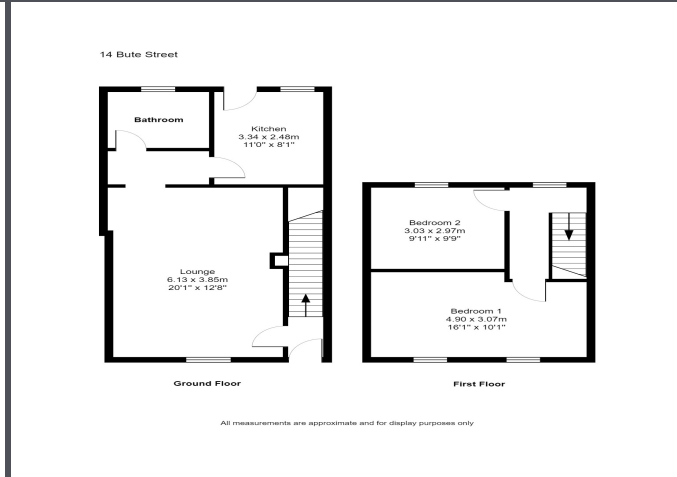 14 Bute Street
Bathroom
Kitchen
3.34 x 2.48m
11'0" x 8'1"
Lounge
6.13 x 3.85m
20'1" x 12'8"
Bedroom 2
3.03 x 2.97m
9'11" x 9'9"
Bedroom 1
4.90 x 3.07m
16'1" x 10'1"
Ground Floor
First Floor
All measurements are approximate and for display purposes only